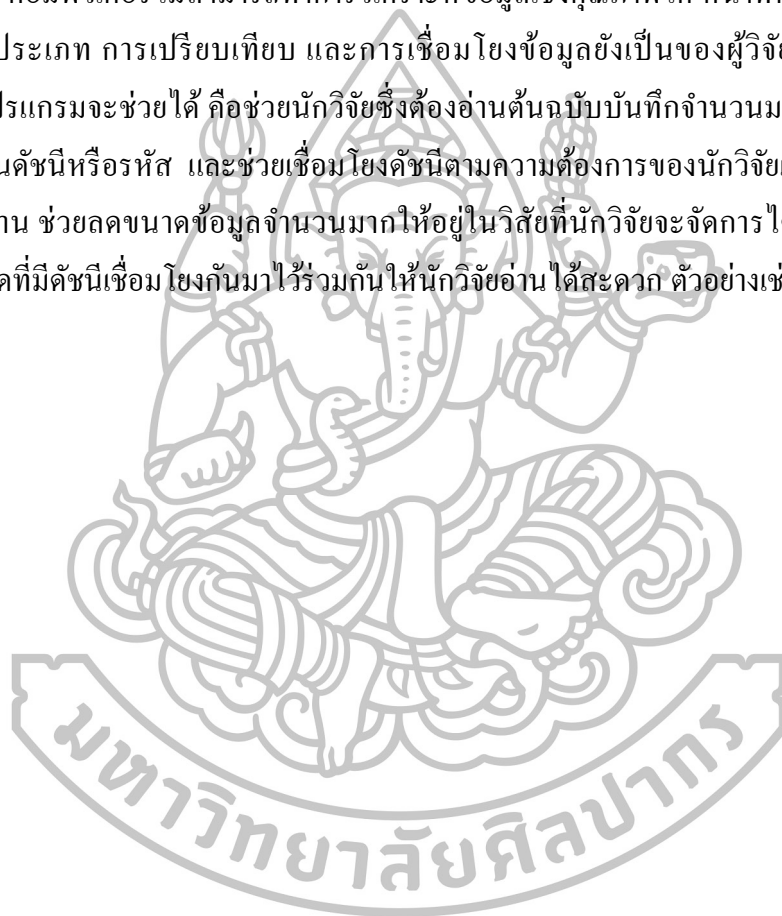 ประเภท การเปรียบเทียบ และการเชื่อมโยงข้อมูลยังเป็นของผู้วิจัย
ปรแกรมจะช่วยได้ คือช่วยนักวิจัยซึ่งต้องอ่านต้นฉบับบันทึกจำนวนม
นดัชนีหรือรหัส และช่วยเชื่อมโยงดัชนีตามความต้องการของนักวิจัย
าน ช่วยลดขนาดข้อมูลจำนวนมากให้อยู่ในวิสัยที่นักวิจัยจะจัดการไ
ดที่มีดัชนีเชื่อมโยงกันมาไว้ร่วมกันให้นักวิจัยอ่านได้สะดวก ตัวอย่างเช่
มหาวิทยาลัยศิลปากร